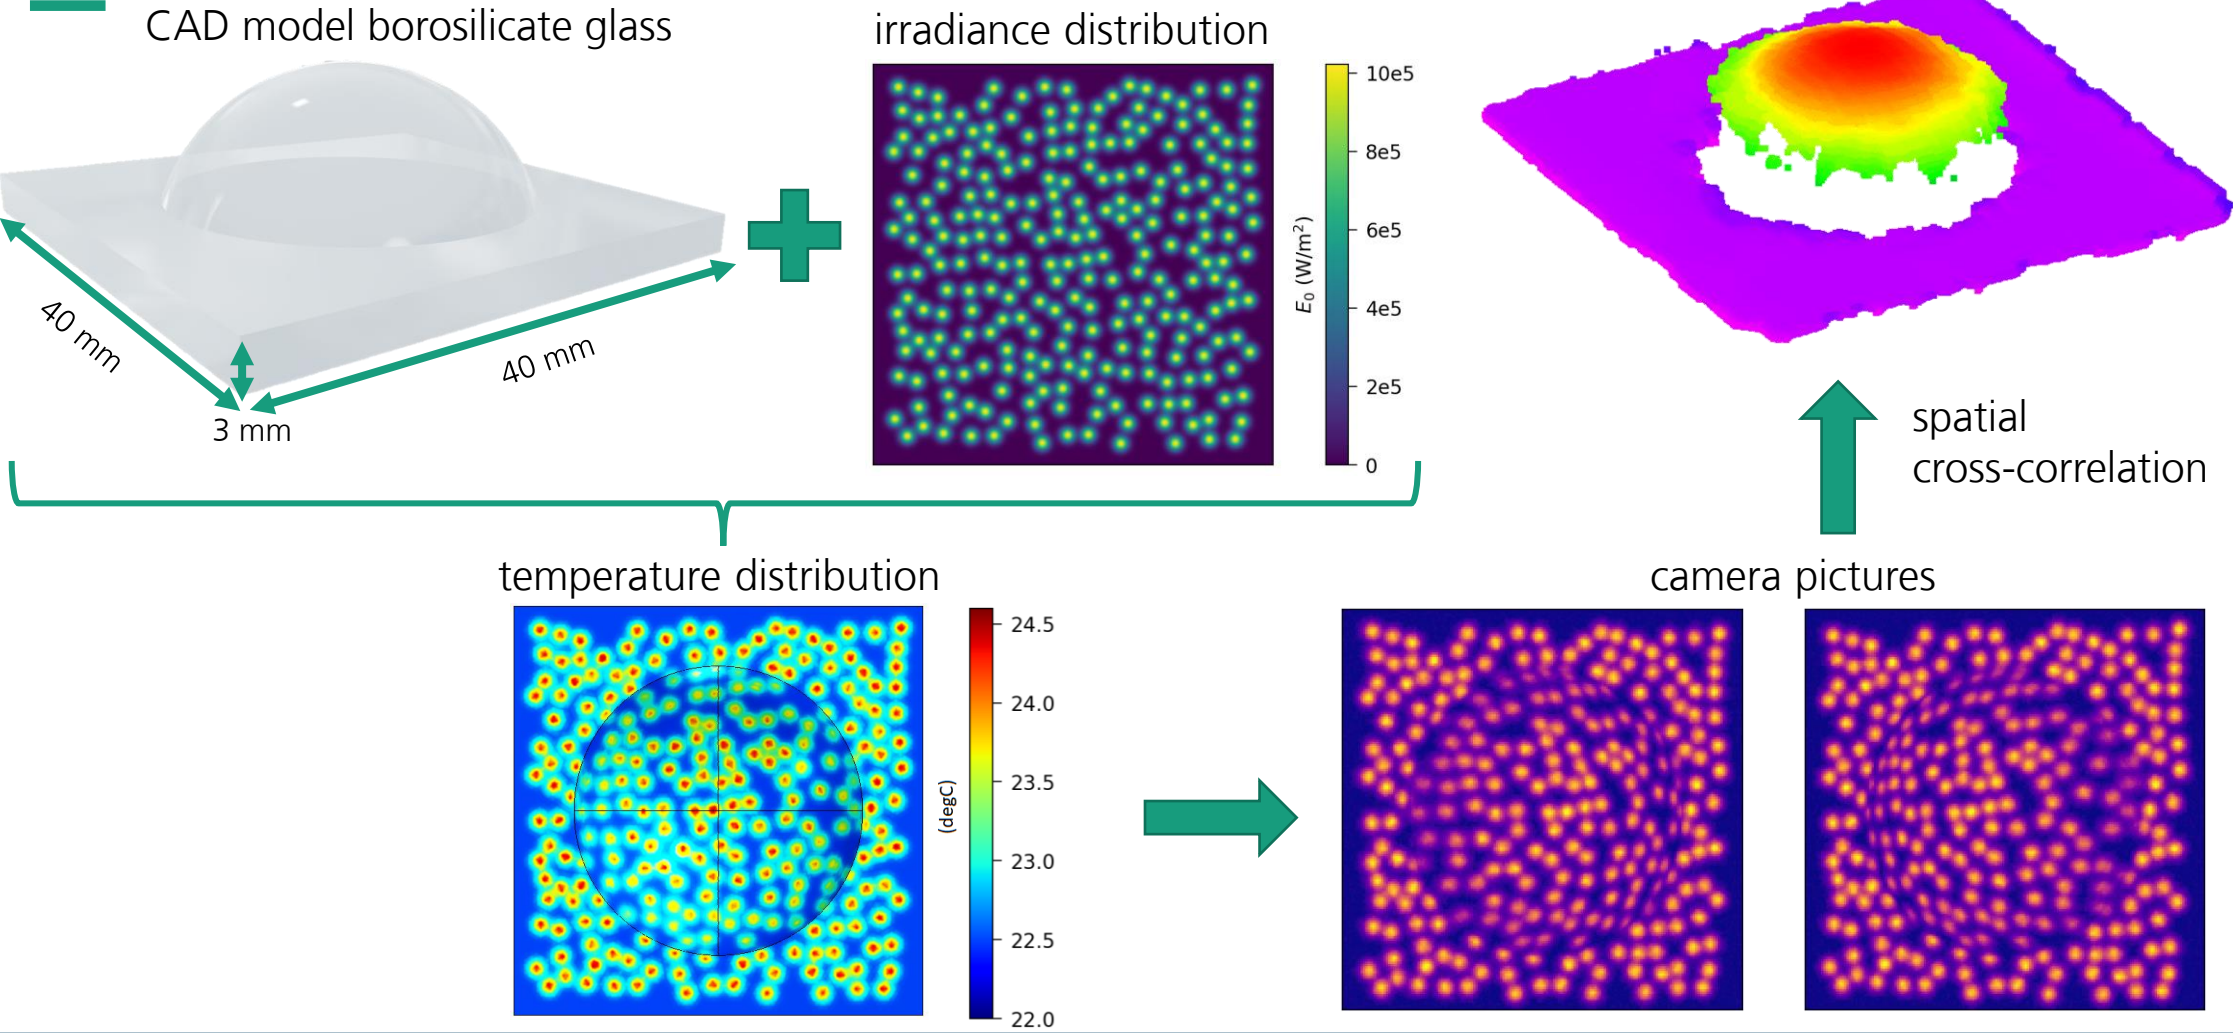 CAD model borosilicate glass
40 mm
40 mm
3 mm
irradiance distribution
10e5
8e5
6e5
4e5
2e5
0
E₀ (W/m²)
spatial
cross-correlation
temperature distribution
24.5
24.0
23.5
23.0
22.5
22.0
(degC)
camera pictures